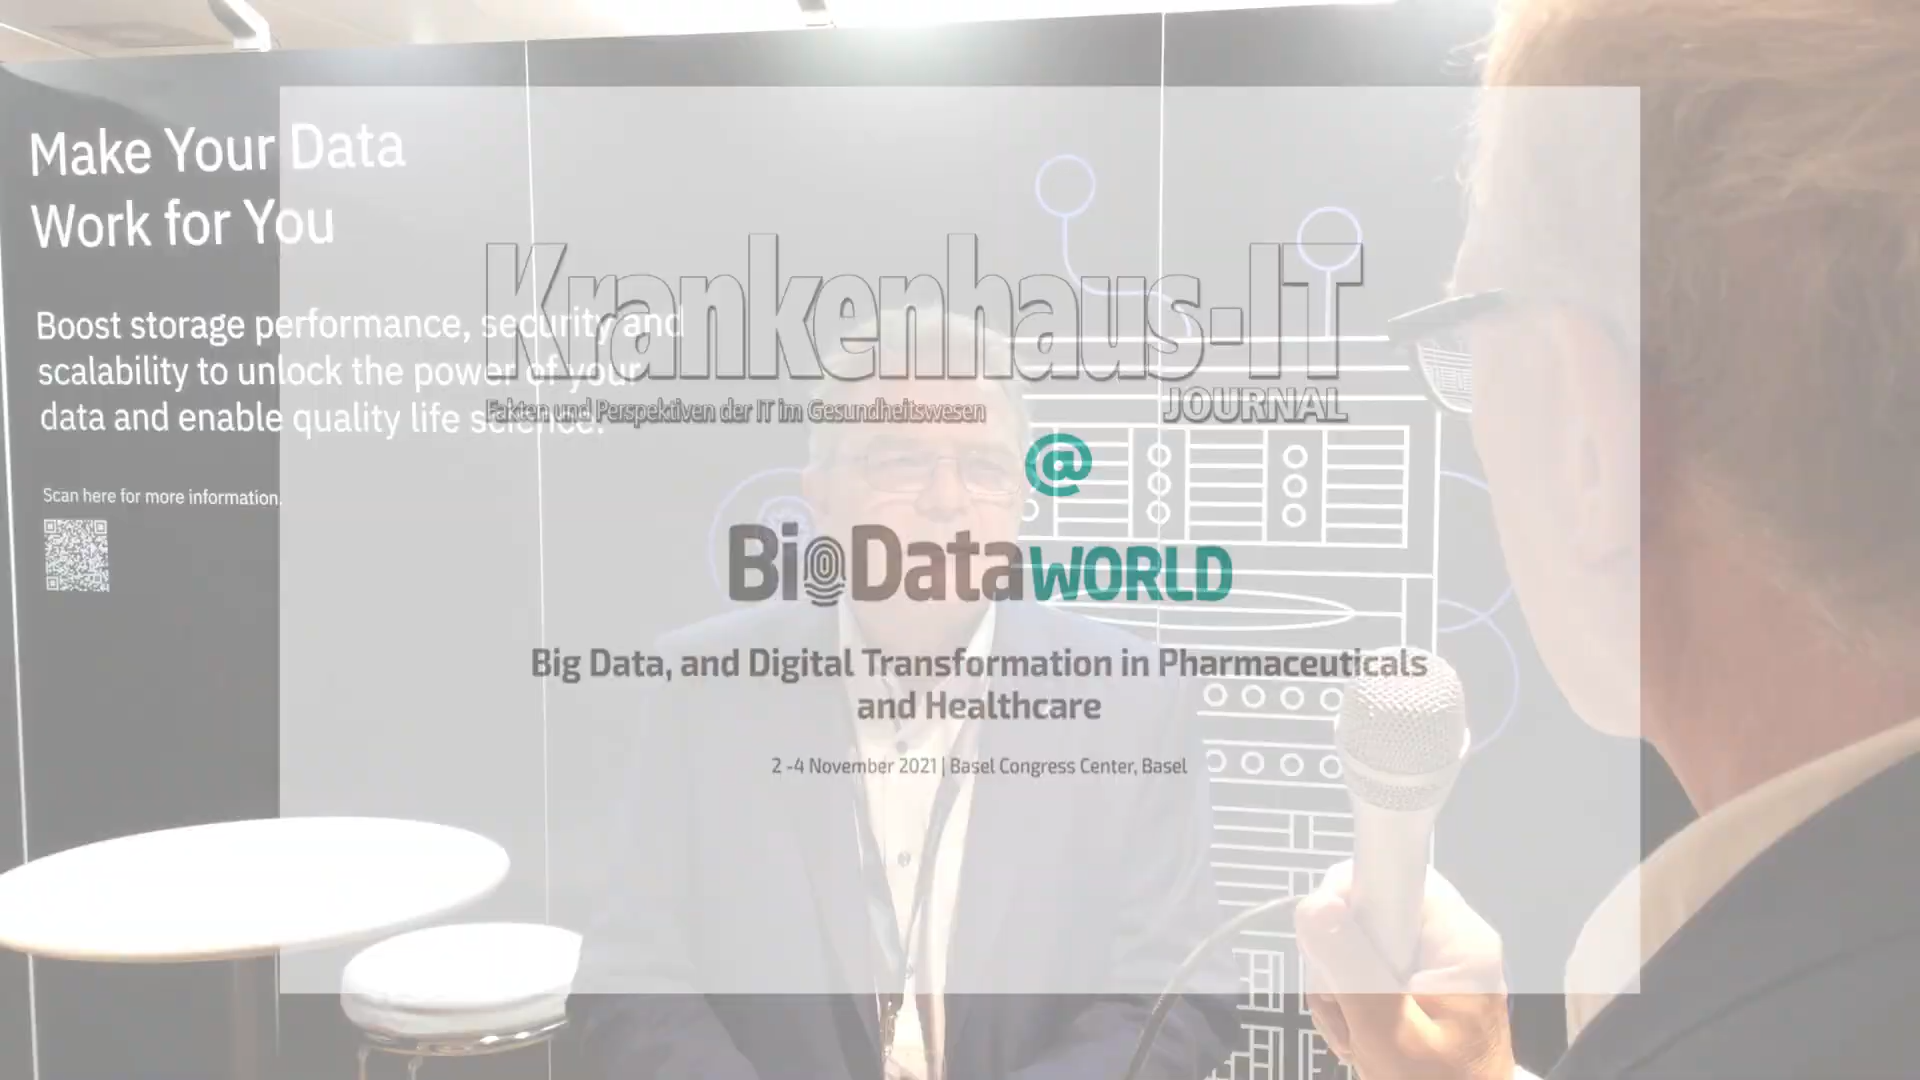 Make Your Data
Work for You
Boost storage performance, security and
scalability to unlock the power of your
data and enable quality life science.
Scan here for more information.
Krankenhaus-IT
JOURNAL
Fakten und Perspektiven der IT im Gesundheitswesen
@
BioDataWORLD
Big Data, and Digital Transformation in Pharmaceuticals
and Healthcare
2 -4 November 2021 | Basel Congress Center, Basel